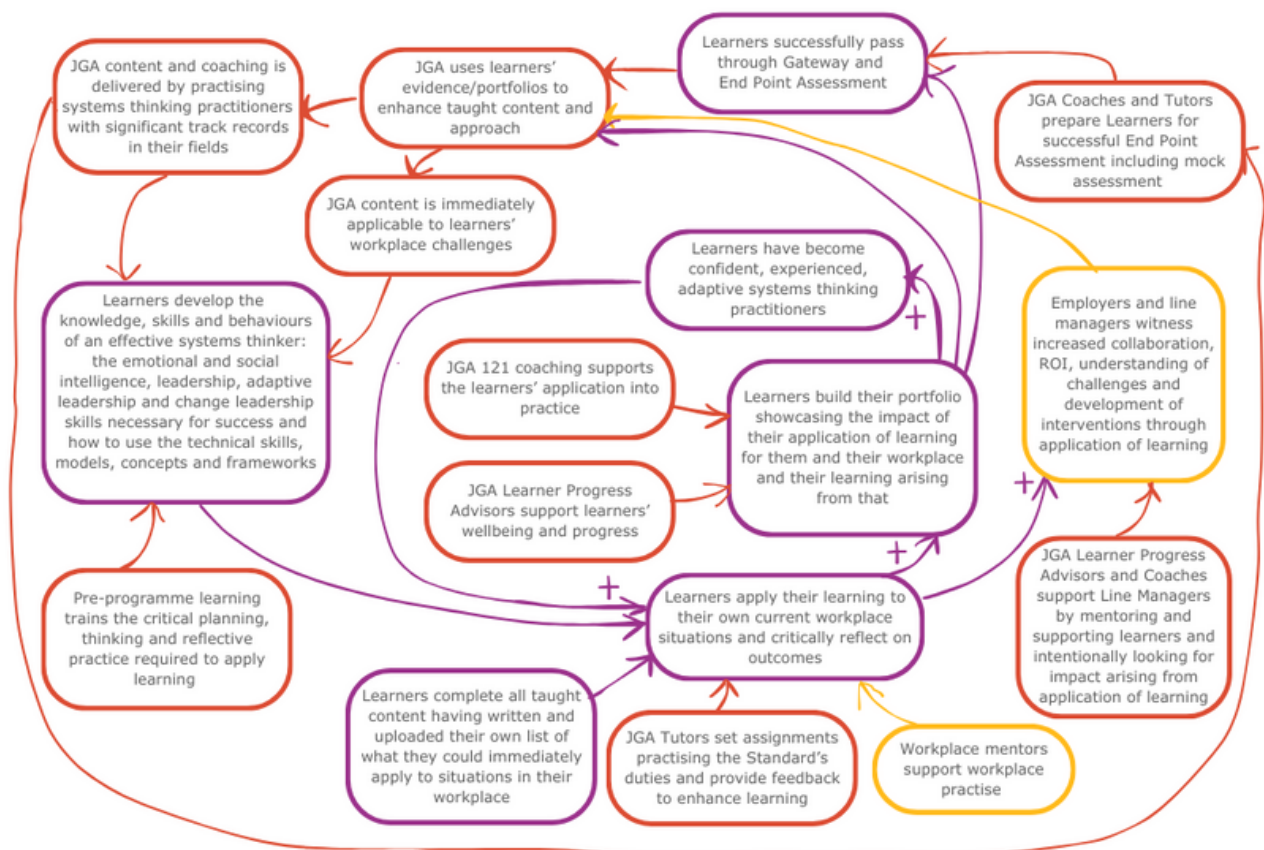 JGA content and coaching is
delivered by practising
systems thinking practitioners
with significant track records
in their fields
JGA uses learners'
evidence/portfolios to
enhance taught content and
approach
Learners successfully pass
through Gateway and
End Point Assessment
JGA Coaches and Tutors
prepare Learners for
successful End Point
Assessment including mock
assessment
JGA content is immediately
applicable to learners'
workplace challenges
Learners have become
confident, experienced,
adaptive systems thinking
practitioners
+
Learners develop the
knowledge, skills and behaviours
of an effective systems thinker:
the emotional and social
intelligence, leadership, adaptive
leadership and change leadership
skills necessary for success and
how to use the technical skills,
models, concepts and frameworks
JGA 121 coaching supports
the learners' application into
practice
Learners build their portfolio
showcasing the impact of
their application of learning
for them and their workplace
and their learning arising
from that
Employers and line
managers witness
increased collaboration,
ROI, understanding of
challenges and
development of
interventions through
application of learning
JGA Learner Progress
Advisors support learners'
wellbeing and progress
+
+
+
Pre-programme learning
trains the critical planning,
thinking and reflective
practice required to apply
learning
Learners apply their learning to
their own current workplace
situations and critically reflect on
outcomes
JGA Learner Progress
Advisors and Coaches
support Line Managers
by mentoring and
supporting learners and
intentionally looking for
impact arising from
application of learning
Learners complete all taught
content having written and
uploaded their own list of
what they could immediately
apply to situations in their
workplace
JGA Tutors set assignments
practising the Standard's
duties and provide feedback
to enhance learning
Workplace mentors
support workplace
practise